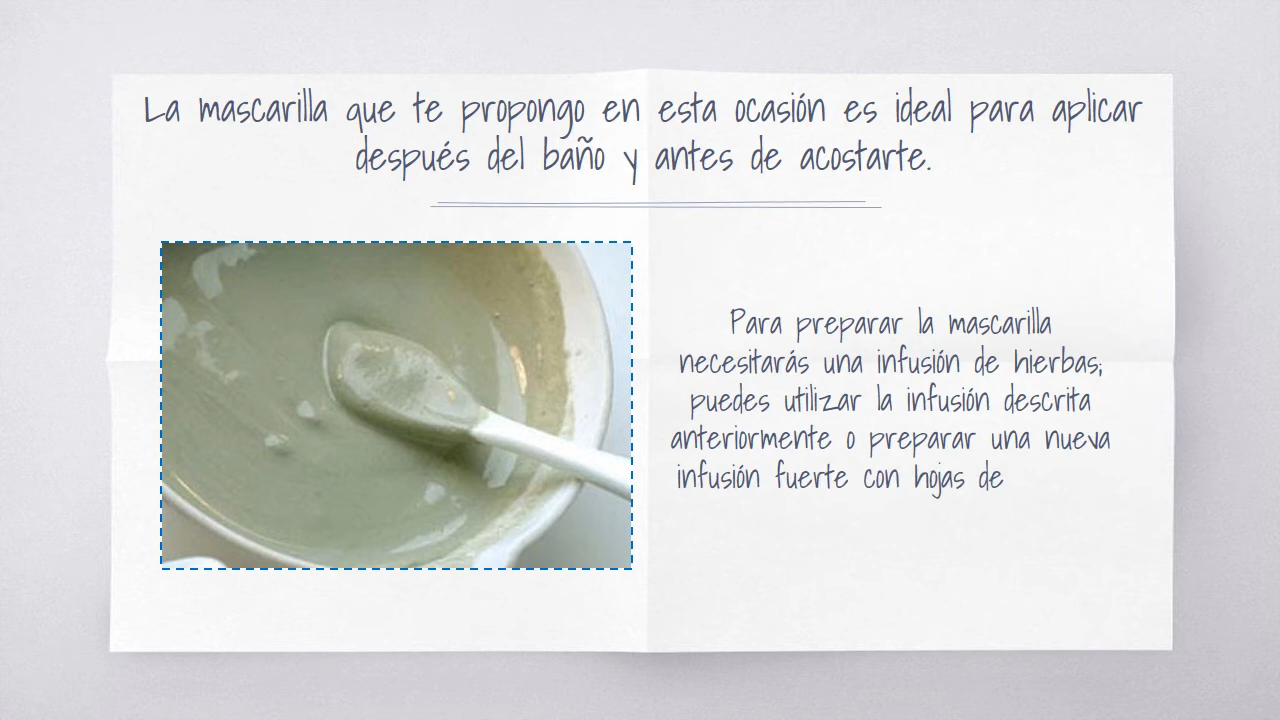 La mascarilla que te propongo en esta ocasión es ideal para aplicar
después del baño y antes de acostarte.
Para preparar la mascarilla
necesitarás una infusión de hierbas;
puedes utilizar la infusión descrita
anteriormente o preparar una nueva
infusión fuerte con hojas de